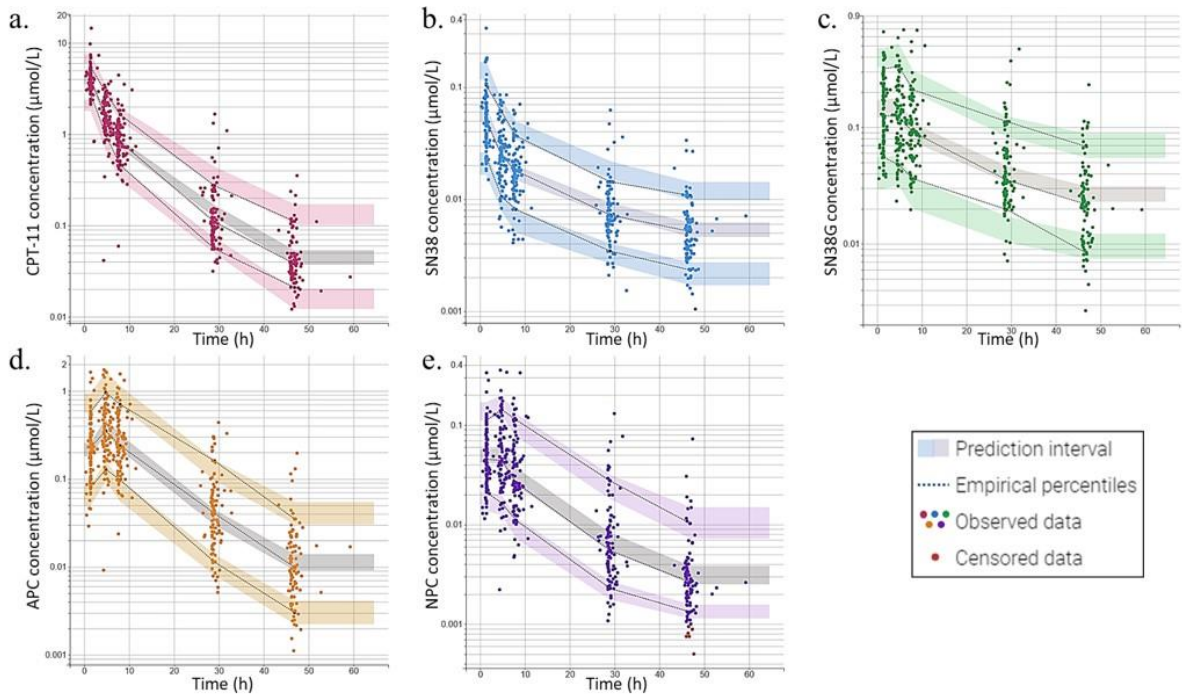 a.
CPT-11 concentration (µmol/L)
20
10
1
0.1
0.01
0 10 20 30 40 50 60
Time (h)
b.
SN38 concentration (µmol/L)
0.4
0.1
0.01
0.001
0 10 20 30 40 50 60
Time (h)
c.
SN38G concentration (µmol/L)
0.9
0.1
0.01
0 10 20 30 40 50 60
Time (h)
d.
APC concentration (µmol/L)
2
1
0.1
0.01
0.001
0 10 20 30 40 50 60
Time (h)
e.
NPC concentration (µmol/L)
0.4
0.1
0.01
0.001
0 10 20 30 40 50 60
Time (h)
Prediction interval
Empirical percentiles
Observed data
Censored data